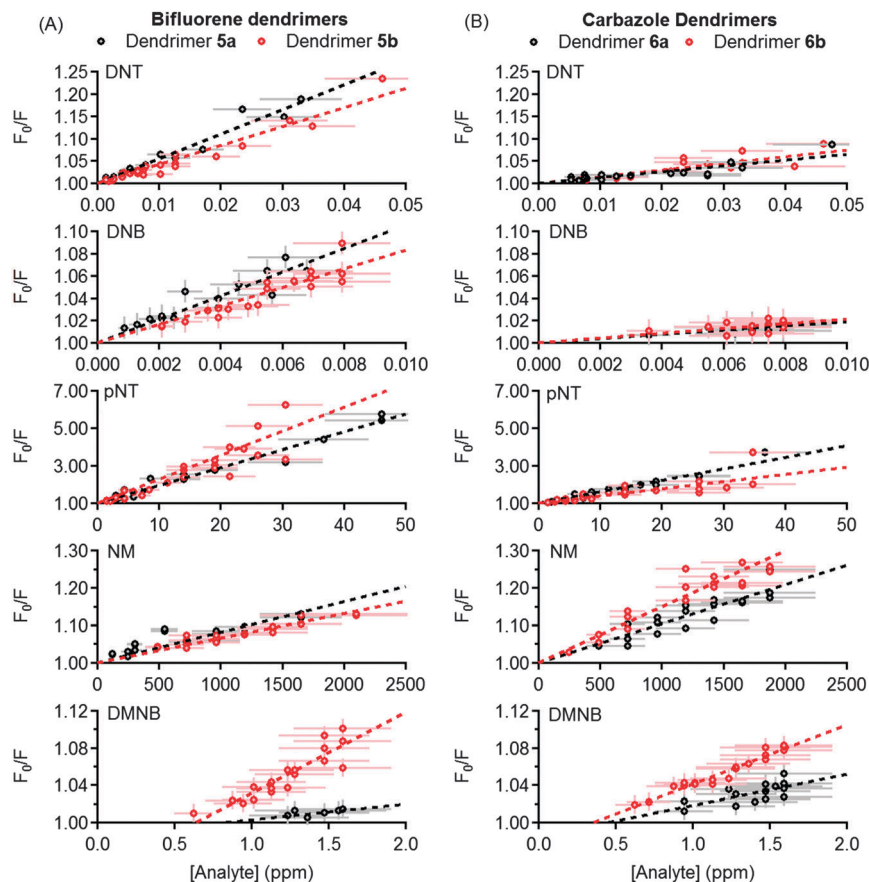 (A) Bifluorene dendrimers
Dendrimer 5a Dendrimer 5b
DNT
F0/F
1.25
1.20
1.15
1.10
1.05
1.00
0.00 0.01 0.02 0.03 0.04 0.05
DNB
F0/F
1.10
1.08
1.06
1.04
1.02
1.00
0.000 0.002 0.004 0.006 0.008 0.010
pNT
F0/F
7.00
5.00
3.00
1.00
0 10 20 30 40 50
NM
F0/F
1.30
1.20
1.10
1.00
0 500 1000 1500 2000 2500
DMNB
F0/F
1.12
1.08
1.04
1.00
0.0 0.5 1.0 1.5 2.0
[Analyte] (ppm)
(B) Carbazole Dendrimers
Dendrimer 6a Dendrimer 6b
DNT
F0/F
1.25
1.20
1.15
1.10
1.05
1.00
0.00 0.01 0.02 0.03 0.04 0.05
DNB
F0/F
1.10
1.08
1.06
1.04
1.02
1.00
0.000 0.002 0.004 0.006 0.008 0.010
pNT
F0/F
7.00
5.00
3.00
1.00
0 10 20 30 40 50
NM
F0/F
1.30
1.20
1.10
1.00
0 500 1000 1500 2000 2500
DMNB
F0/F
1.12
1.08
1.04
1.00
0.0 0.5 1.0 1.5 2.0
[Analyte] (ppm)